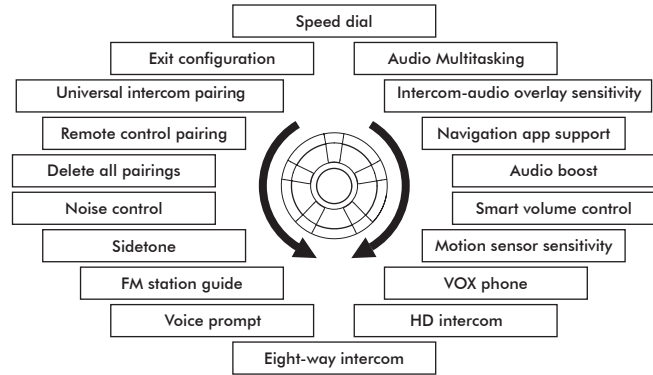 Speed dial
Exit configuration
Audio Multitasking
Universal intercom pairing
Intercom-audio overlay sensitivity
Remote control pairing
Navigation app support
Delete all pairings
Audio boost
Noise control
Smart volume control
Sidetone
Motion sensor sensitivity
FM station guide
VOX phone
Voice prompt
HD intercom
Eight-way intercom